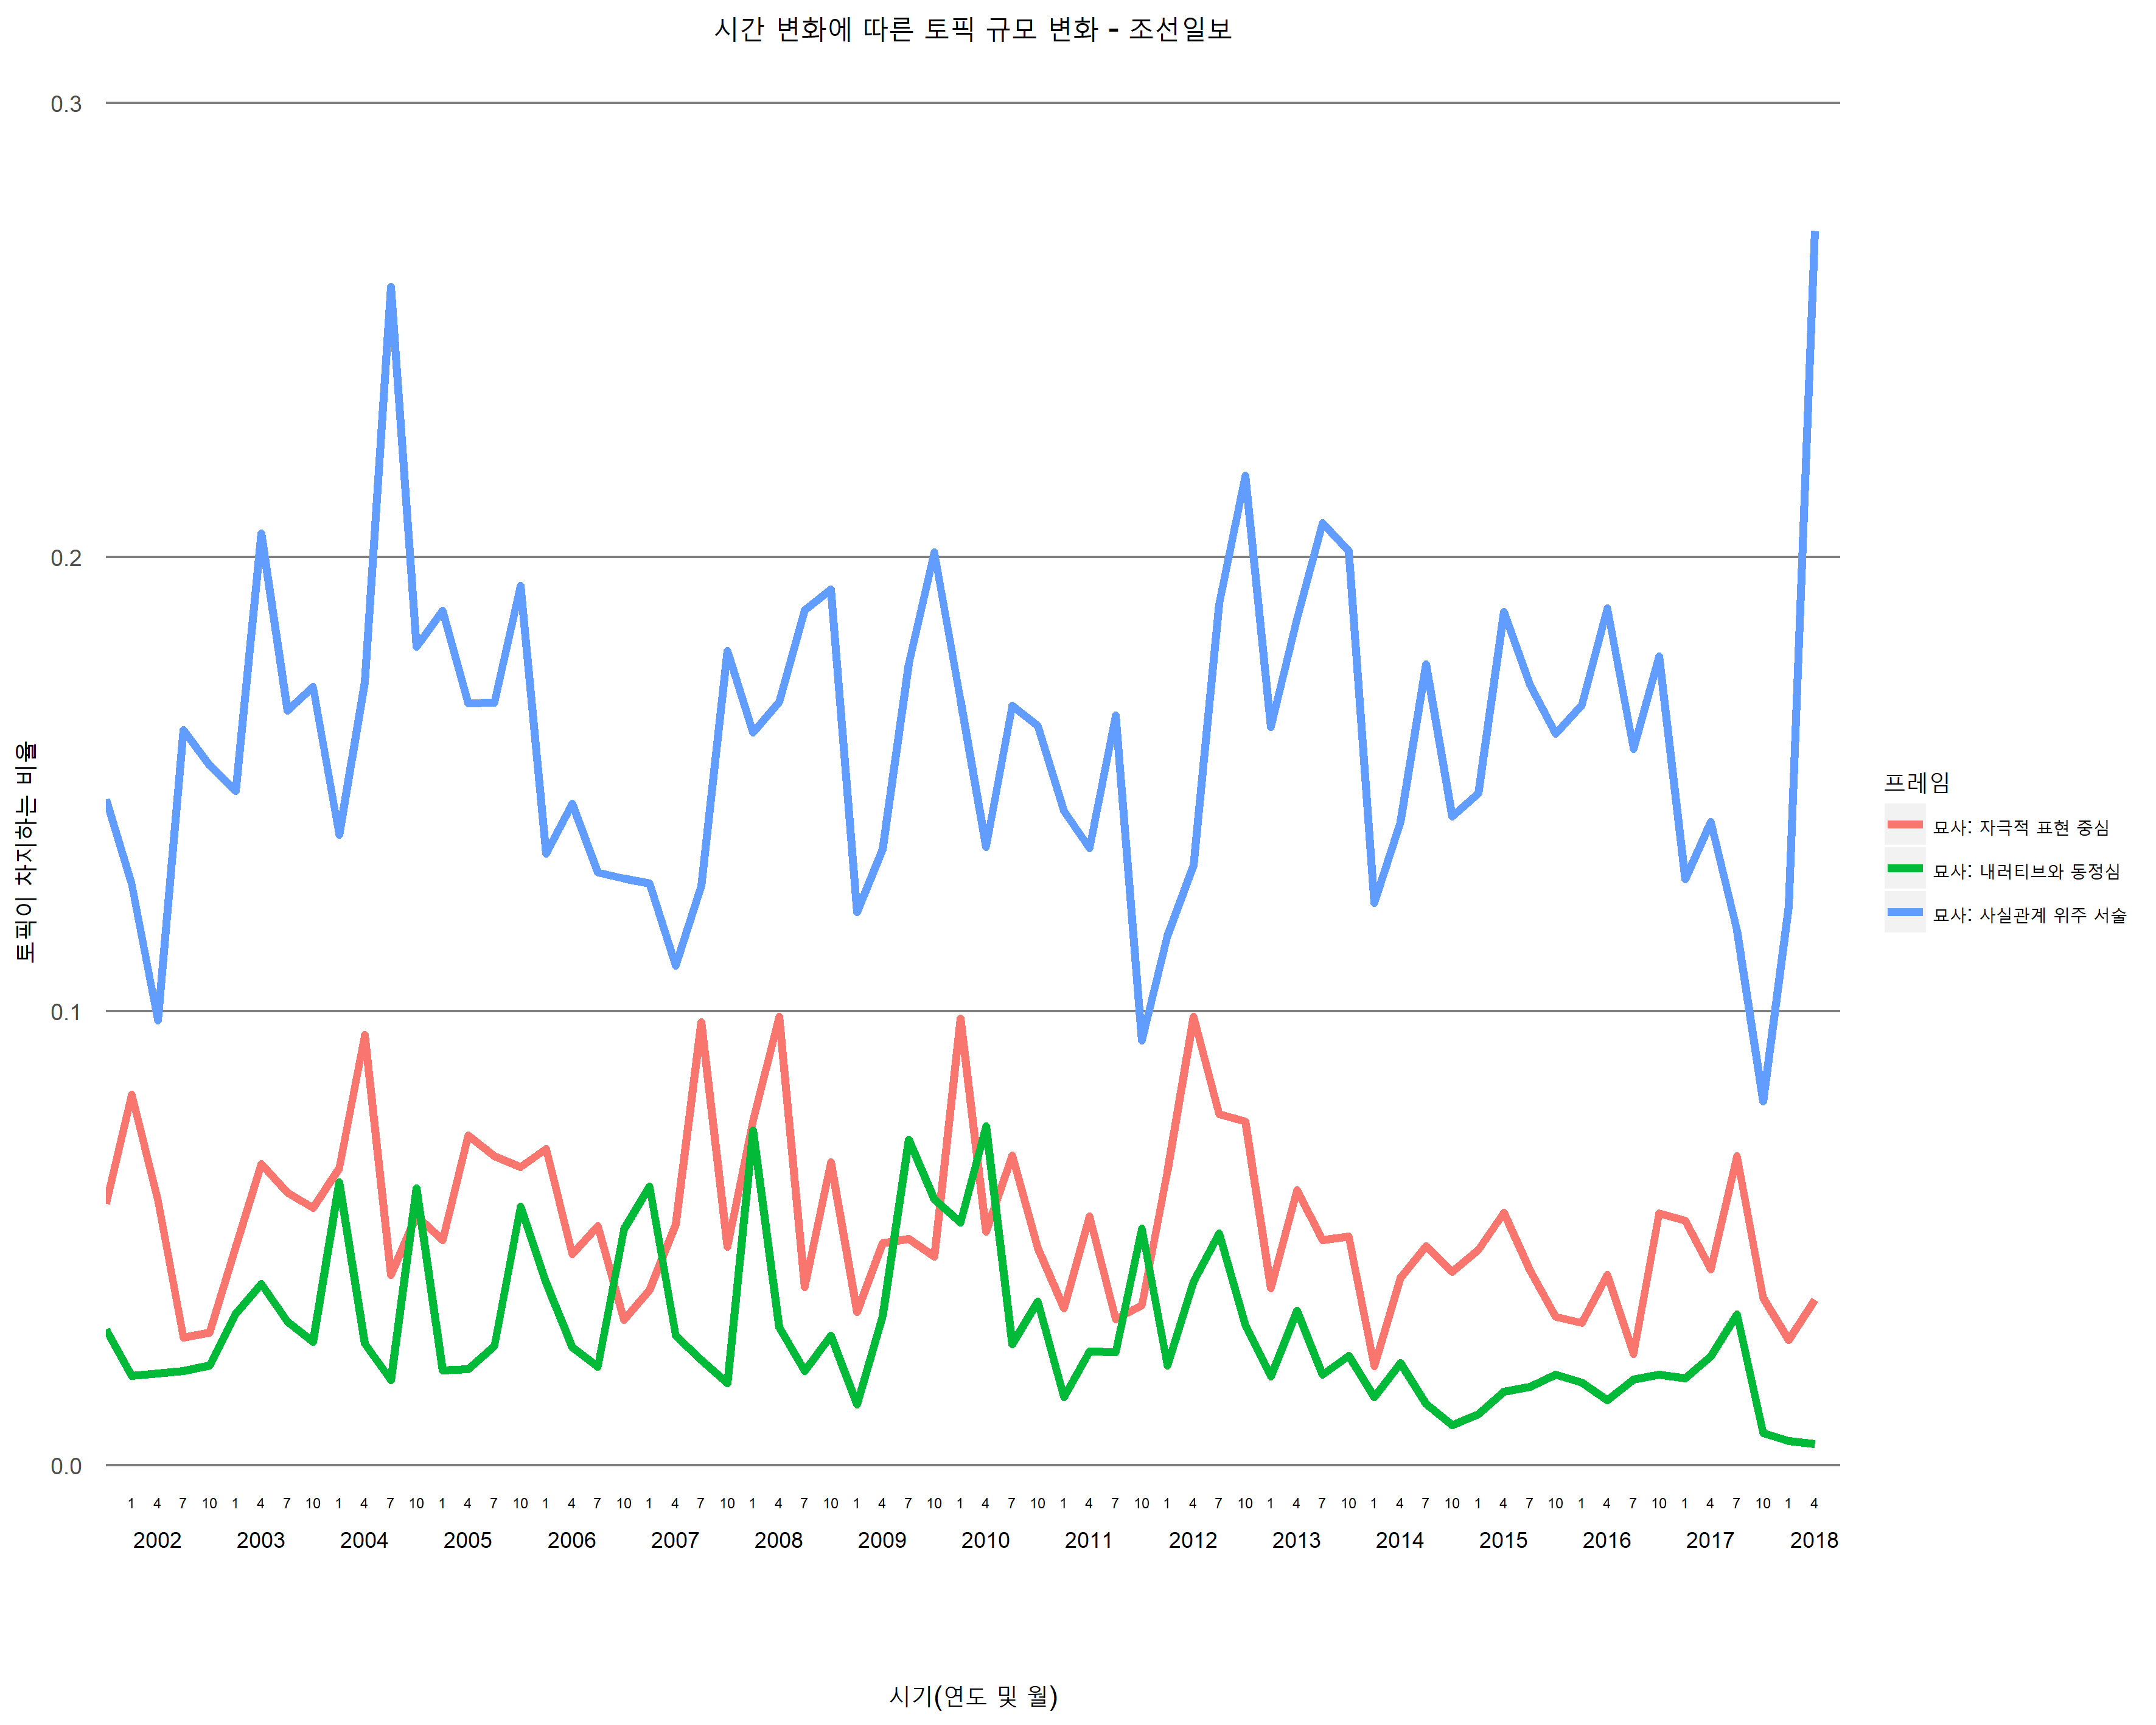 시간 변화에 따른 토픽 규모 변화 - 조선일보
토픽이 차지하는 비율
0.3
0.2
0.1
0.0
1 4 7 10 1 4 7 10 1 4 7 10 1 4 7 10 1 4 7 10 1 4 7 10 1 4 7 10 1 4 7 10 1 4 7 10 1 4 7 10 1 4 7 10 1 4 7 10 1 4 7 10 1 4 7 10 1 4 7 10 1 4 7 10 1 4
2002 2003 2004 2005 2006 2007 2008 2009 2010 2011 2012 2013 2014 2015 2016 2017 2018
시기(연도 및 월)
프레임
묘사: 자극적 표현 중심
묘사: 내러티브와 동정심
묘사: 사실관계 위주 서술